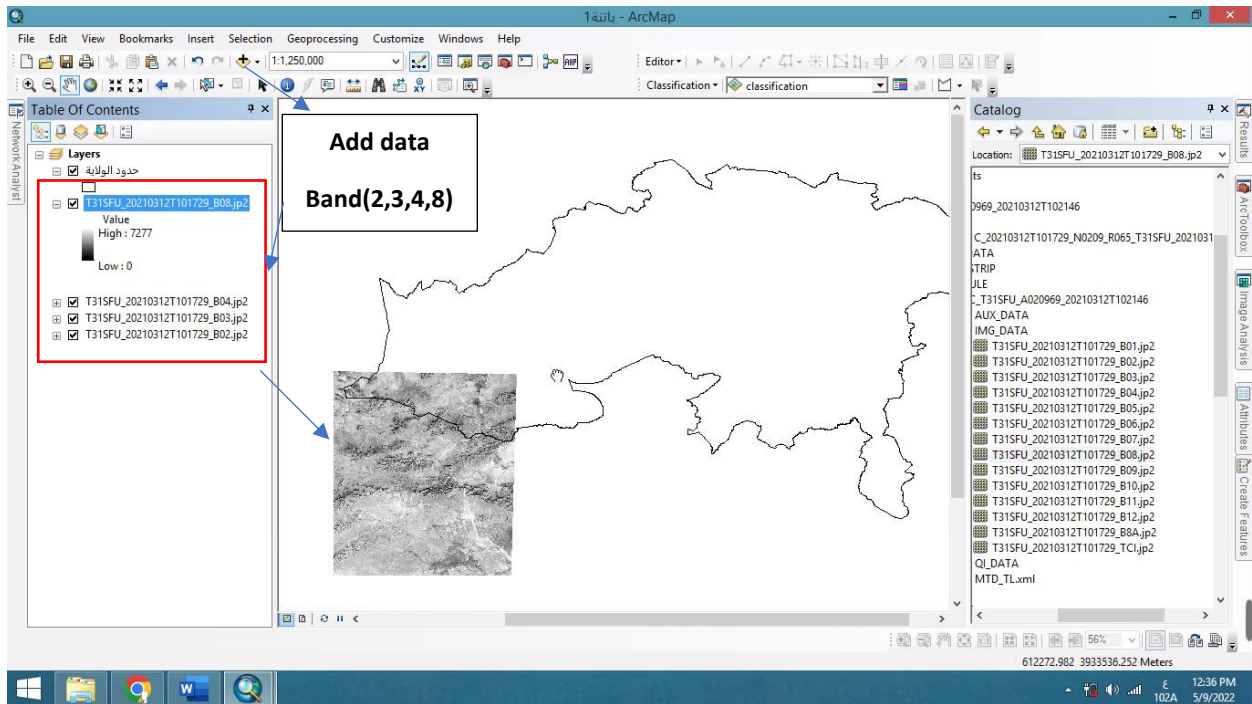 باتنة1 - ArcMap
File Edit View Bookmarks Insert Selection Geoprocessing Customize Windows Help
1:1,250,000
Editor
Classification classification
Table Of Contents
Layers
حدود الولاية
T31SFU_20210312T101729_B08.jp2
Value
High : 7277
Low : 0
T31SFU_20210312T101729_B04.jp2
T31SFU_20210312T101729_B03.jp2
T31SFU_20210312T101729_B02.jp2
Network Analyst
Add data
Band(2,3,4,8)
Catalog
Location: T31SFU_20210312T101729_B08.jp2
ts
0969_20210312T102146
C_20210312T101729_N0209_R065_T31SFU_2021031
ATA
STRIP
ULE
C_T31SFU_A020969_20210312T102146
AUX_DATA
IMG_DATA
T31SFU_20210312T101729_B01.jp2
T31SFU_20210312T101729_B02.jp2
T31SFU_20210312T101729_B03.jp2
T31SFU_20210312T101729_B04.jp2
T31SFU_20210312T101729_B05.jp2
T31SFU_20210312T101729_B06.jp2
T31SFU_20210312T101729_B07.jp2
T31SFU_20210312T101729_B08.jp2
T31SFU_20210312T101729_B09.jp2
T31SFU_20210312T101729_B10.jp2
T31SFU_20210312T101729_B11.jp2
T31SFU_20210312T101729_B12.jp2
T31SFU_20210312T101729_B8A.jp2
T31SFU_20210312T101729_TCI.jp2
QI_DATA
MTD_TL.xml
Results
ArcToolbox
Image Analysis
Attributes
Create Features
56%
612272.982 3933536.252 Meters
ع
102A
12:36 PM
5/9/2022